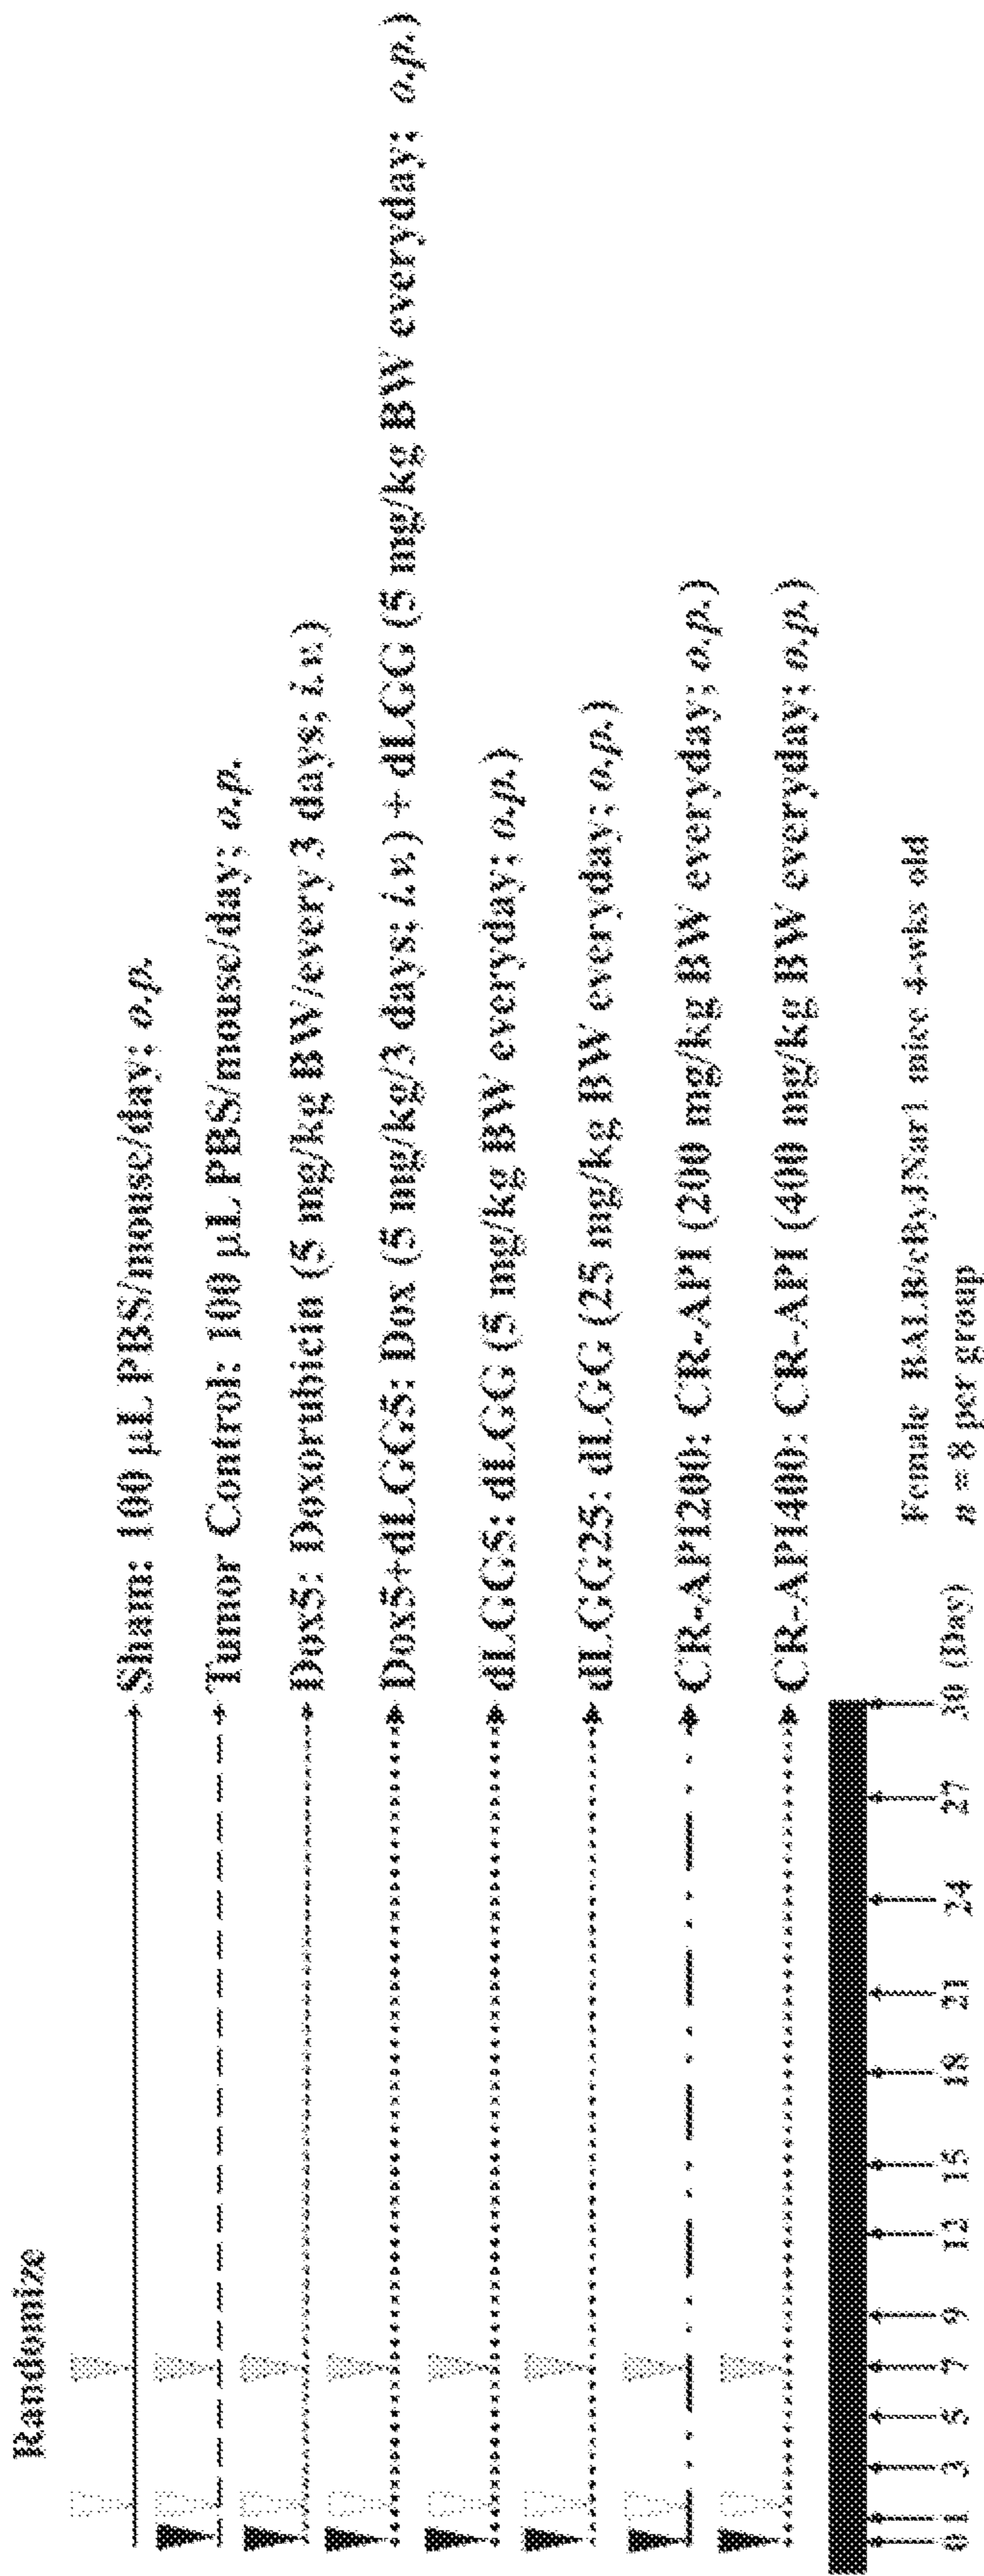 Randomize
Sham: 100 µL PBS/mouse/day; o.p.
Tumor Control: 100 µL PBS/mouse/day; o.p.
Dox5: Doxorubicin (5 mg/kg BW/every 3 days; i.v.)
Dox5+dLGG5: Dox (5 mg/kg/3 days; i.v.) + dLGG (5 mg/kg BW everyday; o.p.)
dLGG5: dLGG (5 mg/kg BW everyday; o.p.)
dLGG25: dLGG (25 mg/kg BW everyday; o.p.)
CR-API200: CR-API (200 mg/kg BW everyday; o.p.)
CR-API400: CR-API (400 mg/kg BW everyday; o.p.)
0 1 3 5 7 9 12 15 18 21 24 27 30 (Day)
Female BALB/cByJNarl mice 4-wks old
n = 8 per group